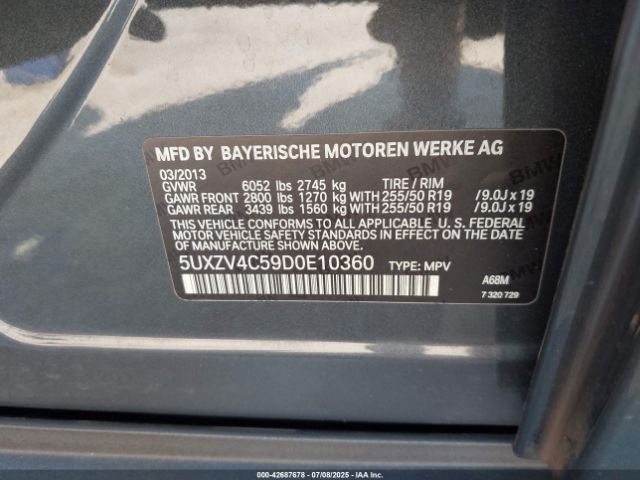 MFD BY BAYERISCHE MOTOREN WERKE AG
03/2013
GVWR 6052 lbs 2745 kg TIRE / RIM
GAWR FRONT 2800 lbs 1270 kg WITH 255/50 R19 /9.0J x 19
GAWR REAR 3439 lbs 1560 kg WITH 255/50 R19 /9.0J x 19
THIS VEHICLE CONFORMS TO ALL APPLICABLE U. S. FEDERAL
MOTOR VEHICLE SAFETY STANDARDS IN EFFECT ON THE DATE
OF MANUFACTURE SHOWN ABOVE.
5UXZV4C59D0E10360 TYPE: MPV
A68M
7 320 729
000-42687678 - 07/08/2025 - IAAI.COM